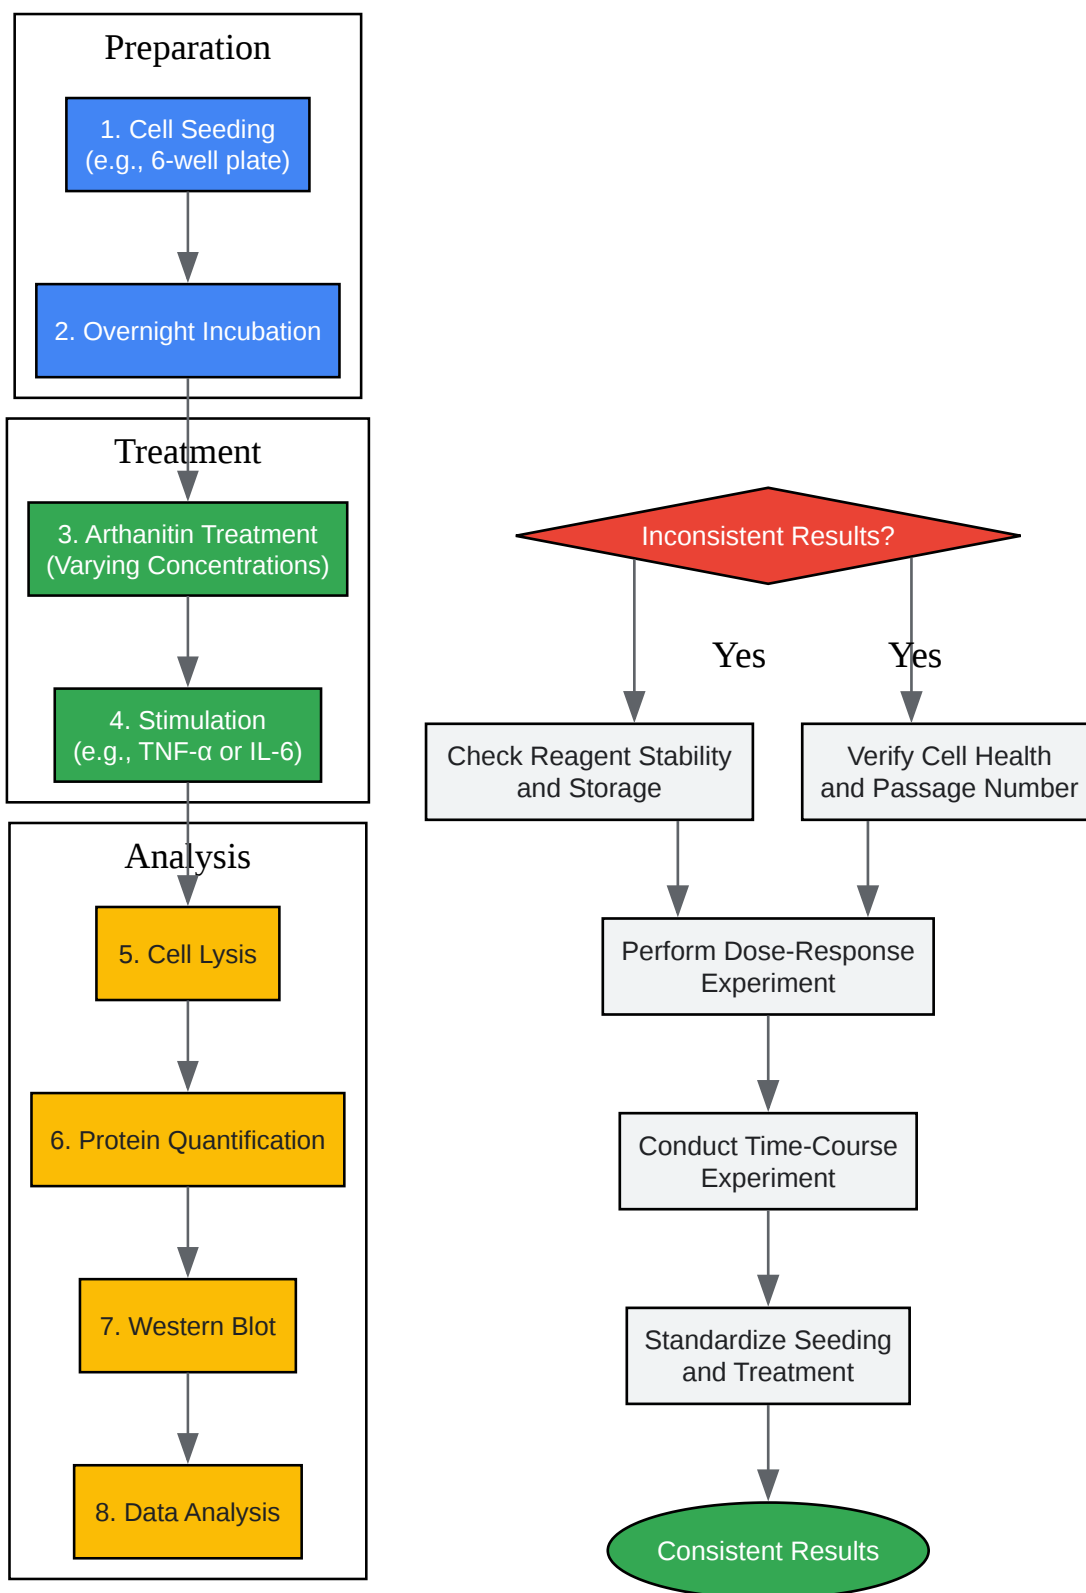 Preparation
1. Cell Seeding
(e.g., 6-well plate)
2. Overnight Incubation
Treatment
3. Arthanitin Treatment
(Varying Concentrations)
4. Stimulation
(e.g., TNF-α or IL-6)
Analysis
5. Cell Lysis
6. Protein Quantification
7. Western Blot
8. Data Analysis
Inconsistent Results?
Yes
Yes
Check Reagent Stability
and Storage
Verify Cell Health
and Passage Number
Perform Dose-Response
Experiment
Conduct Time-Course
Experiment
Standardize Seeding
and Treatment
Consistent Results